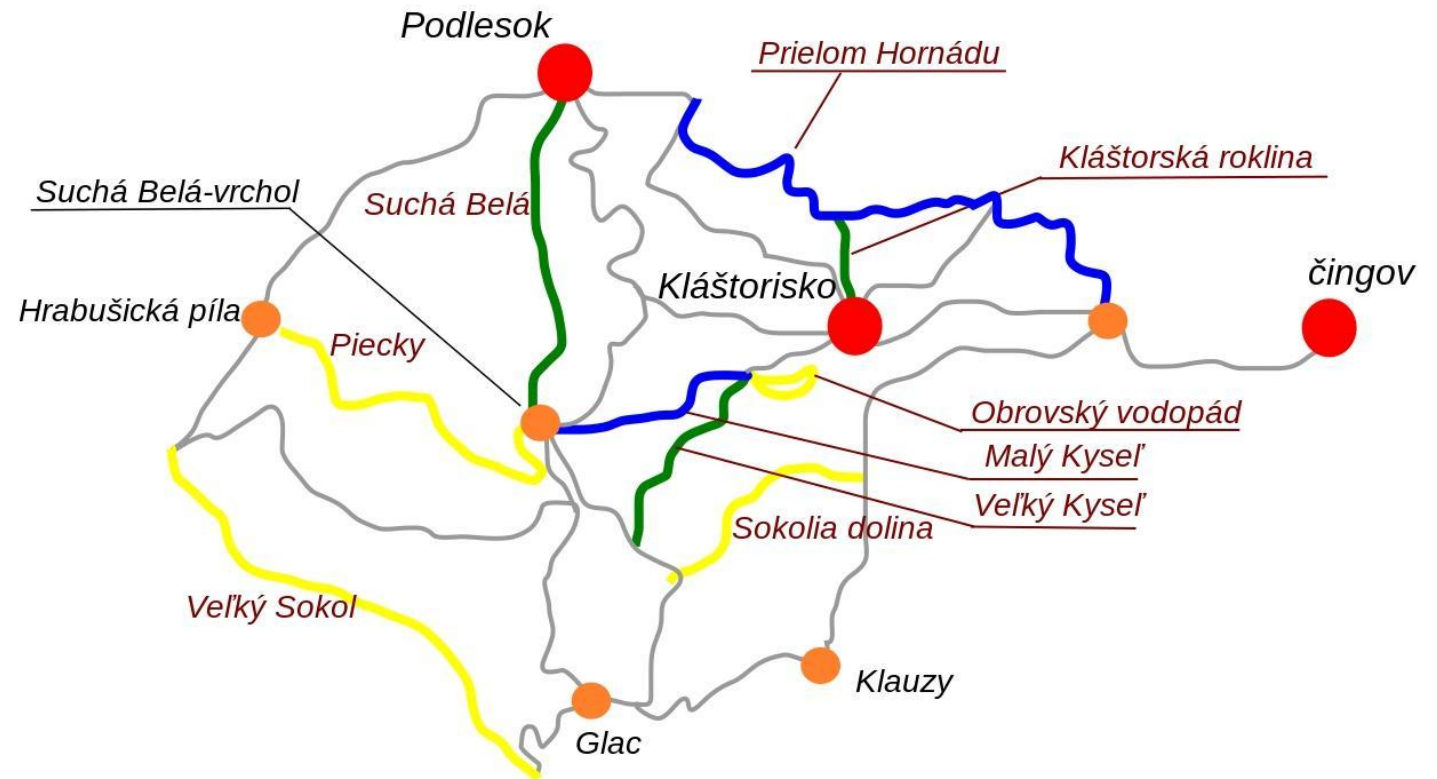 Podlesok
Prielom Hornádu
Kláštorská roklina
Suchá Belá-vrchol
Suchá Belá
Kláštorisko
čingov
Hrabušická píla
Piecky
Obrovský vodopád
Malý Kyseľ
Veľký Kyseľ
Sokolia dolina
Veľký Sokol
Klauzy
Glac